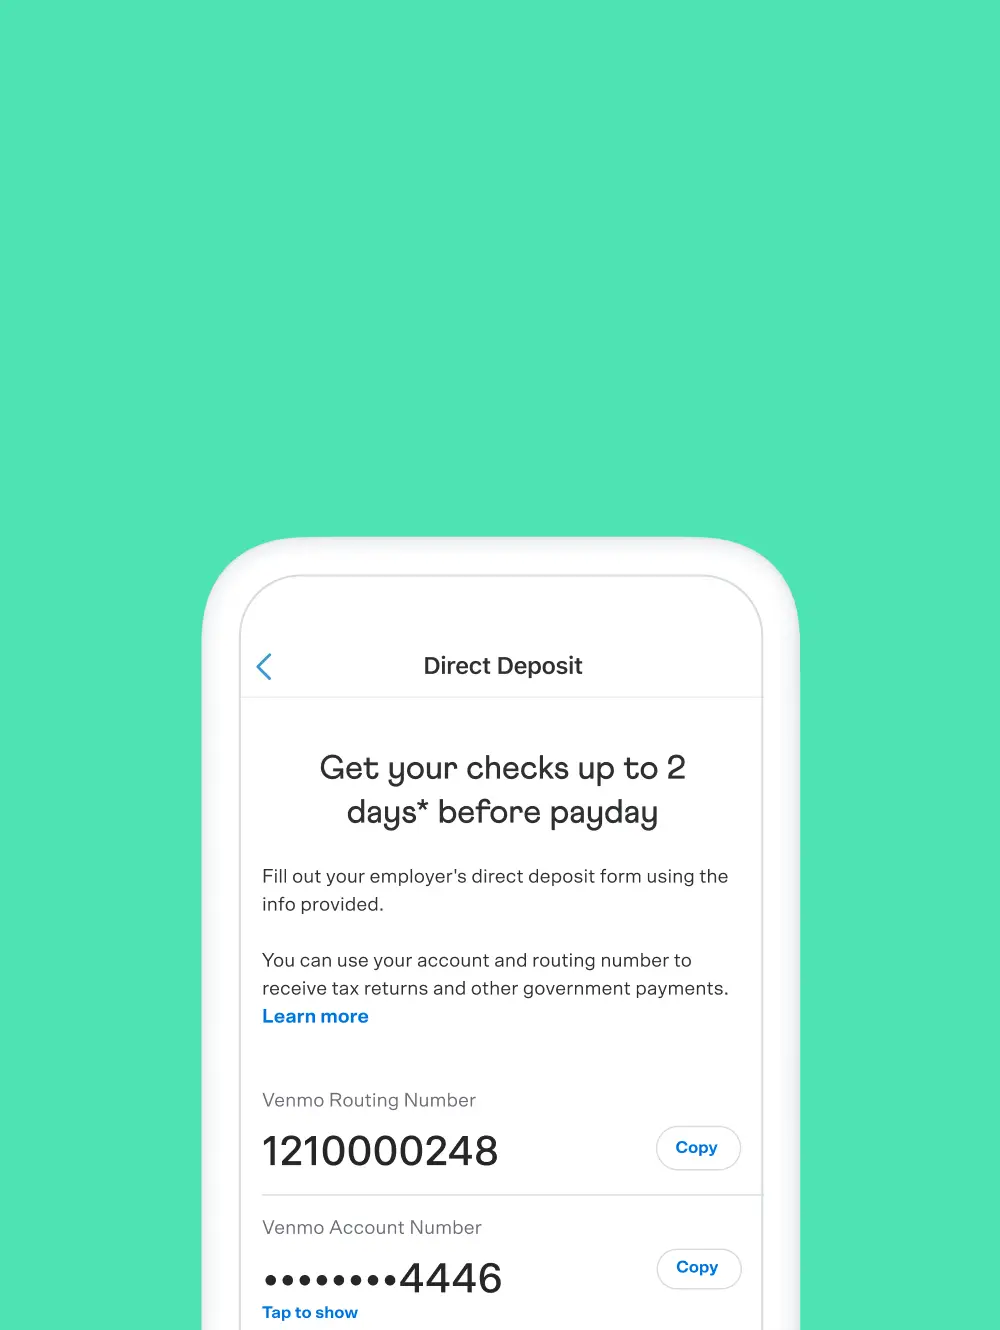 Direct Deposit
Get your checks up to 2
days* before payday
Fill out your employer's direct deposit form using the
info provided.
You can use your account and routing number to
receive tax returns and other government payments.
Learn more
Venmo Routing Number
1210000248
Copy
Venmo Account Number
••••••••4446
Copy
Tap to show